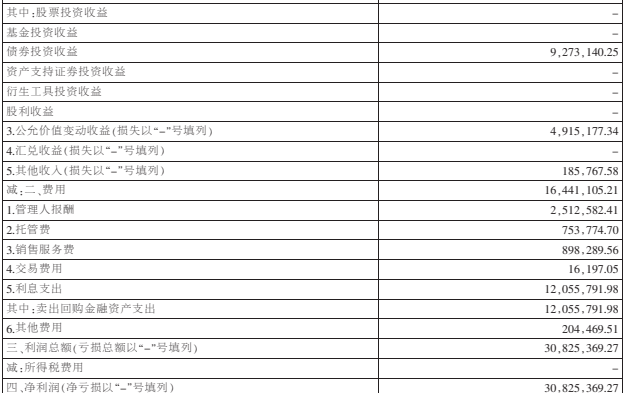 其中:股票投资收益 –
基金投资收益 –
债券投资收益 9,273,140.25
资产支持证券投资收益 –
衍生工具投资收益 –
股利收益 –
3.公允价值变动收益(损失以“–”号填列) 4,915,177.34
4.汇兑收益(损失以“–”号填列) –
5.其他收入(损失以“–”号填列) 185,767.58
减:二、费用 16,441,105.21
1.管理人报酬 2,512,582.41
2.托管费 753,774.70
3.销售服务费 898,289.56
4.交易费用 16,197.05
5.利息支出 12,055,791.98
其中:卖出回购金融资产支出 12,055,791.98
6.其他费用 204,469.51
三、利润总额(亏损总额以“–”号填列) 30,825,369.27
减:所得税费用 –
四、净利润(净亏损以“–”号填列) 30,825,369.27